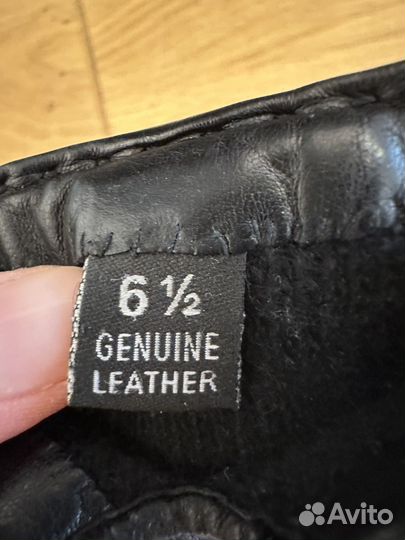 6 ½
GENUINE
LEATHER
Avito